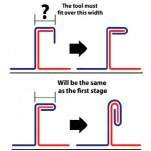 ?
The tool must
fit over this width
Will be the same
as the first stage